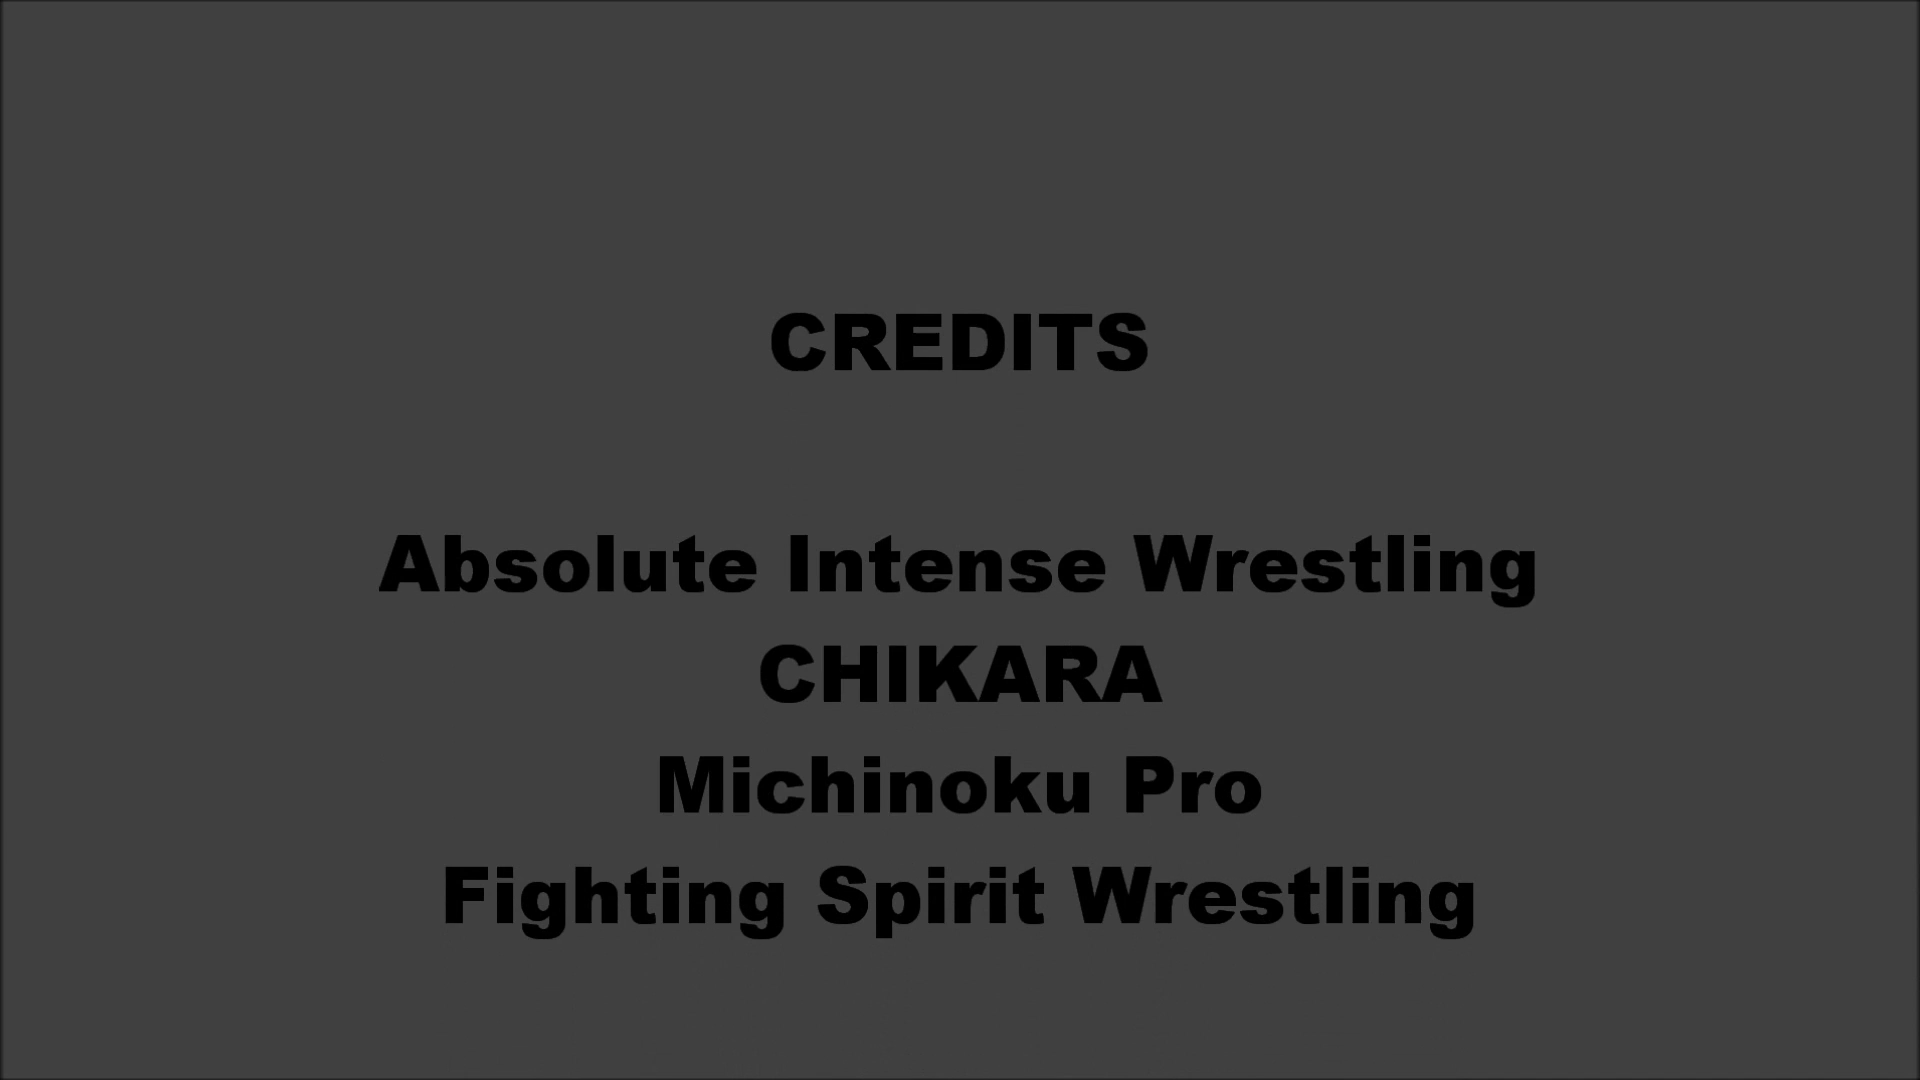 CREDITS
Absolute Intense Wrestling
CHIKARA
Michinoku Pro
Fighting Spirit Wrestling